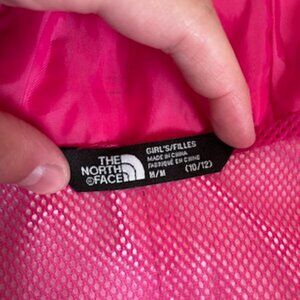 THE
NORTH
©FACE
GIRL'S/FILLES
MADE IN CHINA
FABRIQUÉ EN CHINE
M/M (10/12)